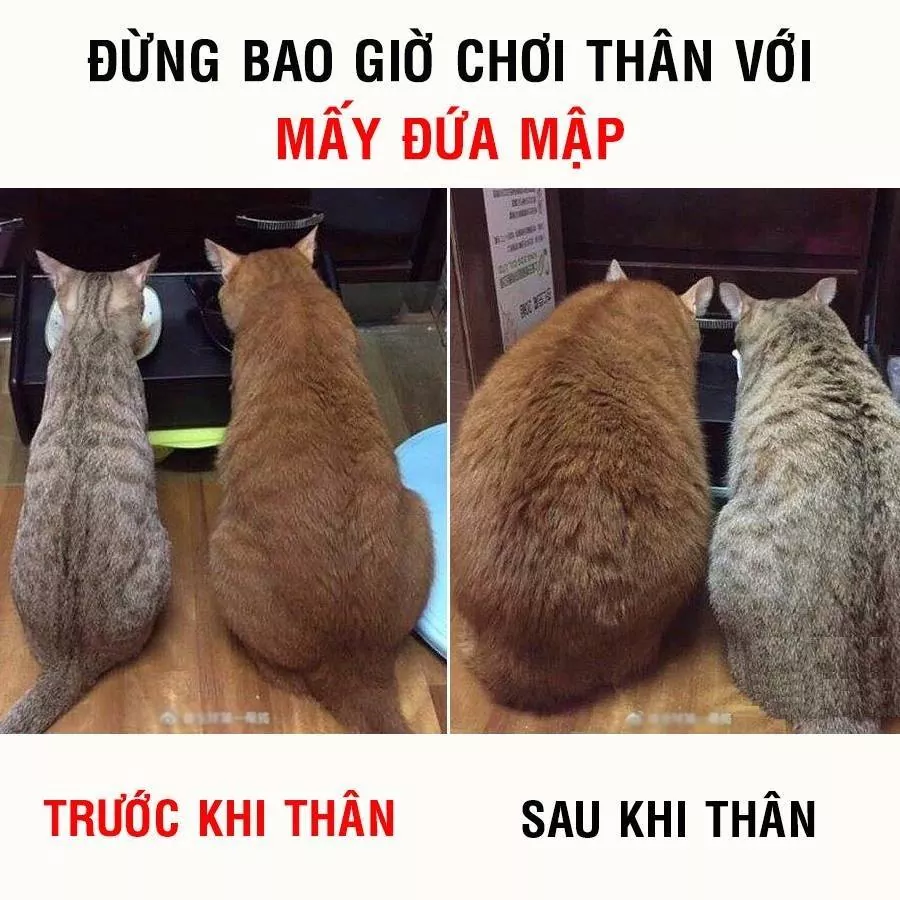 ĐỪNG BAO GIỜ CHƠI THÂN VỚI
MẤY ĐỨA MẬP
TRƯỚC KHI THÂN
SAU KHI THÂN